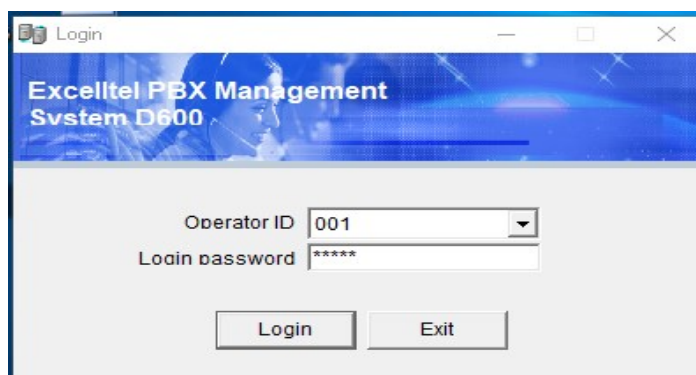 Login
Excelltel PBX Management
System D600
Operator ID 001
Login password *****
Login Exit